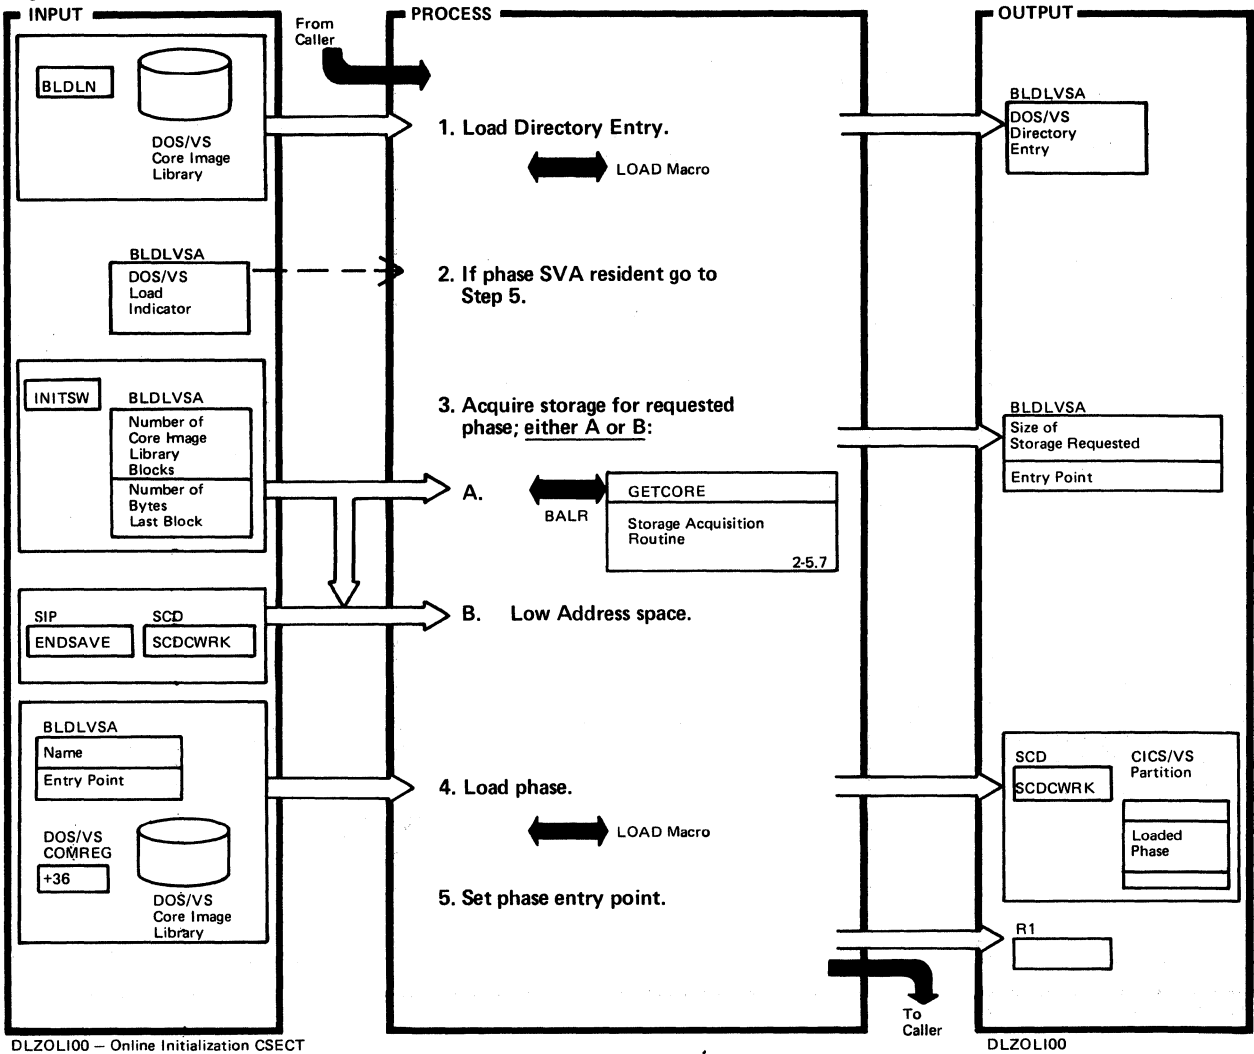 INPUT
PROCESS
OUTPUT
From
Caller
BLDLN
DOS/VS
Core Image
Library
1. Load Directory Entry.
LOAD Macro
BLDLVSA
DOS/VS
Directory
Entry
BLDLVSA
DOS/VS
Load
Indicator
2. If phase SVA resident go to
Step 5.
INITSW
BLDLVSA
Number of
Core Image
Library
Blocks
Number of
Bytes
Last Block
3. Acquire storage for requested
phase; either A or B:
BLDLVSA
Size of
Storage Requested
Entry Point
A.
BALR
GETCORE
Storage Acquisition
Routine
2-5.7
SIP
ENDSAVE
SCD
SCDCWRK
B. Low Address space.
BLDLVSA
Name
Entry Point
DOS/VS
COMREG
+36
DOS/VS
Core Image
Library
4. Load phase.
LOAD Macro
SCD
SCDCWRK
CICS/VS
Partition
Loaded
Phase
5. Set phase entry point.
R1
To
Caller
DLZOLI00 — Online Initialization CSECT
DLZOLI00